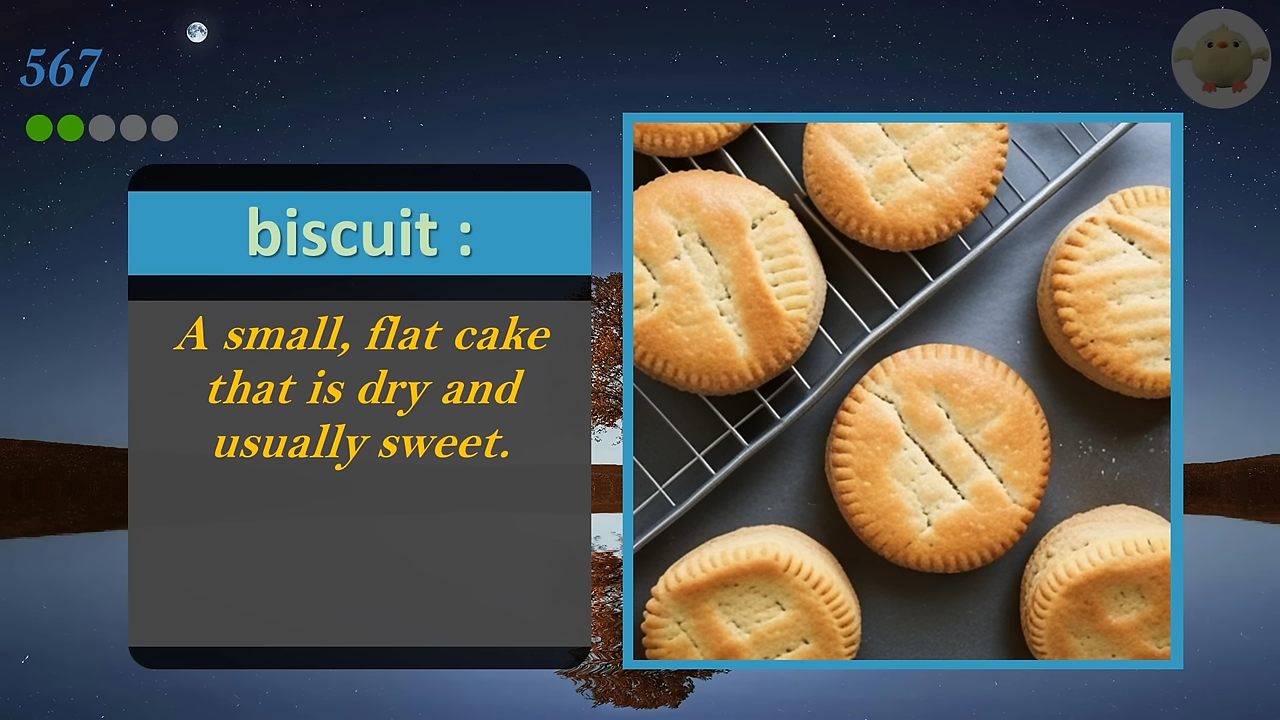 567
biscuit :
A small, flat cake
that is dry and
usually sweet.